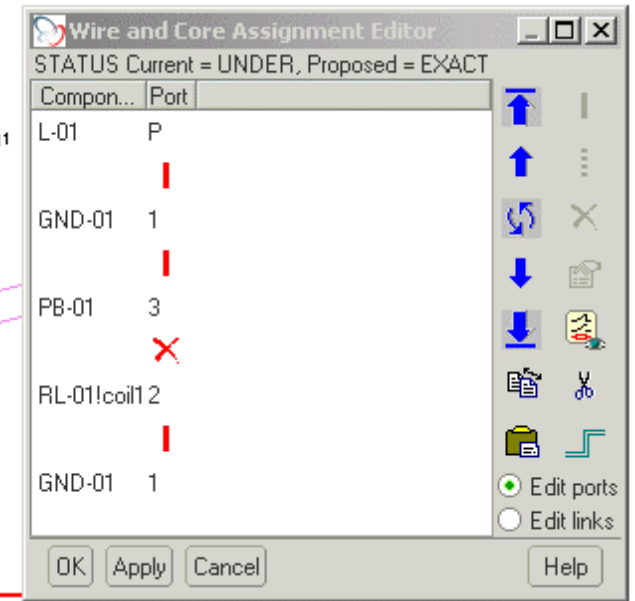 Wire and Core Assignment Editor
STATUS Current = UNDER, Proposed = EXACT
Compon... Port
L-01 P
GND-01 1
PB-01 3
RL-01!coil1 2
GND-01 1
Edit ports
Edit links
OK Apply Cancel Help